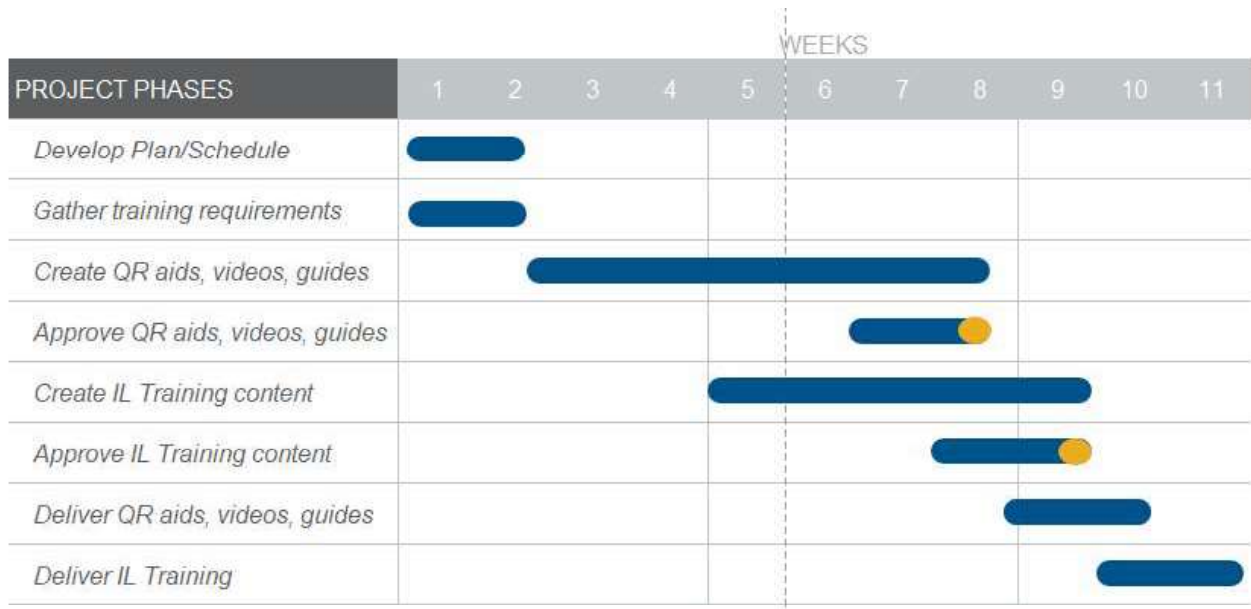 WEEKS
PROJECT PHASES 1 2 3 4 5 6 7 8 9 10 11
Develop Plan/Schedule
Gather training requirements
Create QR aids, videos, guides
Approve QR aids, videos, guides
Create IL Training content
Approve IL Training content
Deliver QR aids, videos, guides
Deliver IL Training